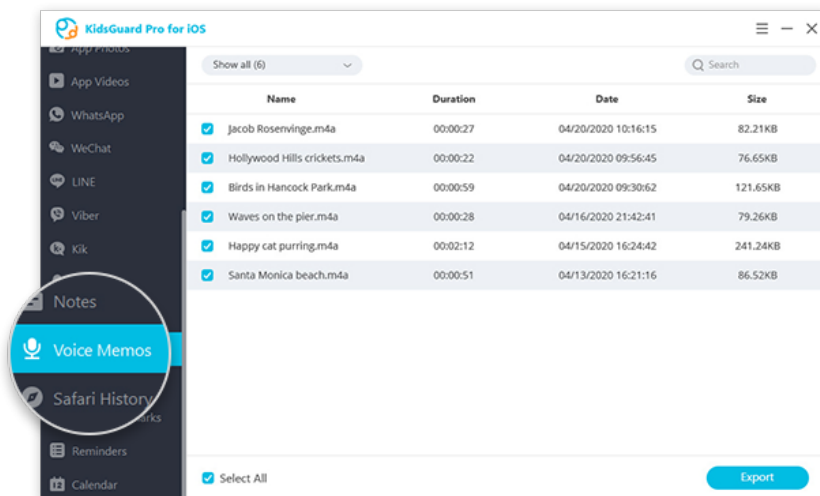 KidsGuard Pro for iOS
App Photos
App Videos
WhatsApp
WeChat
LINE
Viber
Kik
Notes
Voice Memos
Safari History
Reminders
12 Calendar
Show all (6)
Search
Name Duration Date Size
Jacob Rosenvinge.m4a 00:00:27 04/20/2020 10:16:15 82.21KB
Hollywood Hills crickets.m4a 00:00:22 04/20/2020 09:56:45 76.65KB
Birds in Hancock Park.m4a 00:00:59 04/20/2020 09:30:62 121.65KB
Waves on the pier.m4a 00:00:28 04/16/2020 21:42:41 79.26KB
Happy cat purring.m4a 00:02:12 04/15/2020 16:24:42 241.24KB
Santa Monica beach.m4a 00:00:51 04/13/2020 16:21:16 86.52KB
Select All
Export